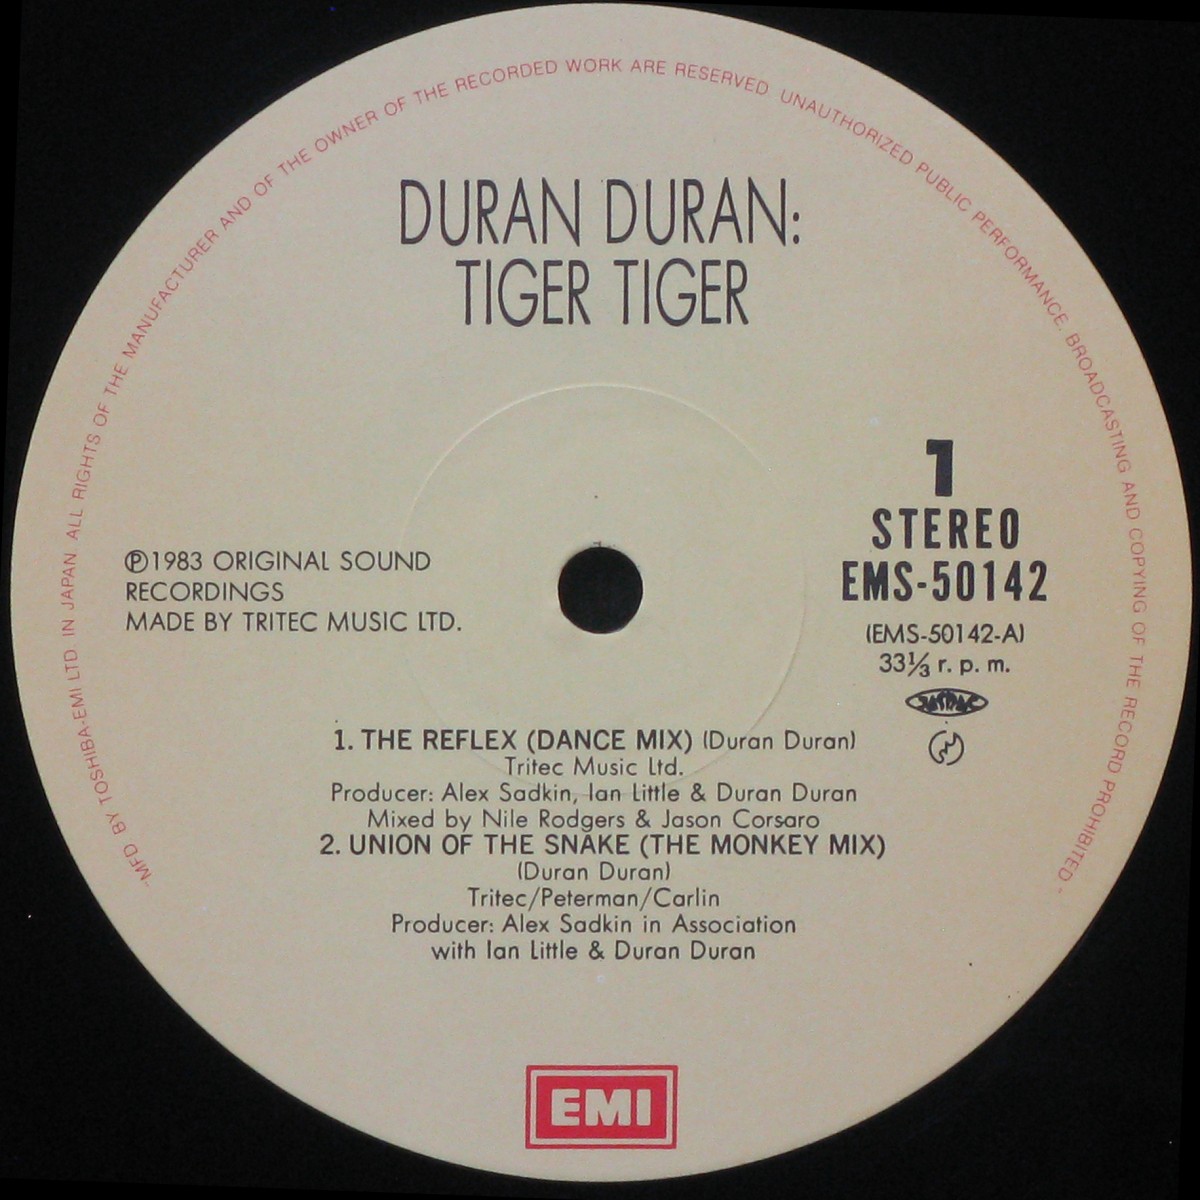 "MFD BY TOSHIBA-EMI LTD. IN JAPAN. ALL RIGHTS OF THE MANUFACTURER AND OF THE OWNER OF THE RECORDED WORK ARE RESERVED UNAUTHORIZED PUBLIC PERFORMANCE, BROADCASTING AND COPYING OF THE RECORD PROHIBITED"
DURAN DURAN:
TIGER TIGER
1
STEREO
EMS-50142
(EMS-50142-A)
33⅓ r. p. m.
JASRAC
℗1983 ORIGINAL SOUND
RECORDINGS
MADE BY TRITEC MUSIC LTD.
1. THE REFLEX (DANCE MIX) (Duran Duran)
Tritec Music Ltd.
Producer: Alex Sadkin, Ian Little & Duran Duran
Mixed by Nile Rodgers & Jason Corsaro
2. UNION OF THE SNAKE (THE MONKEY MIX)
(Duran Duran)
Tritec/Peterman/Carlin
Producer: Alex Sadkin in Association
with Ian Little & Duran Duran
EMI